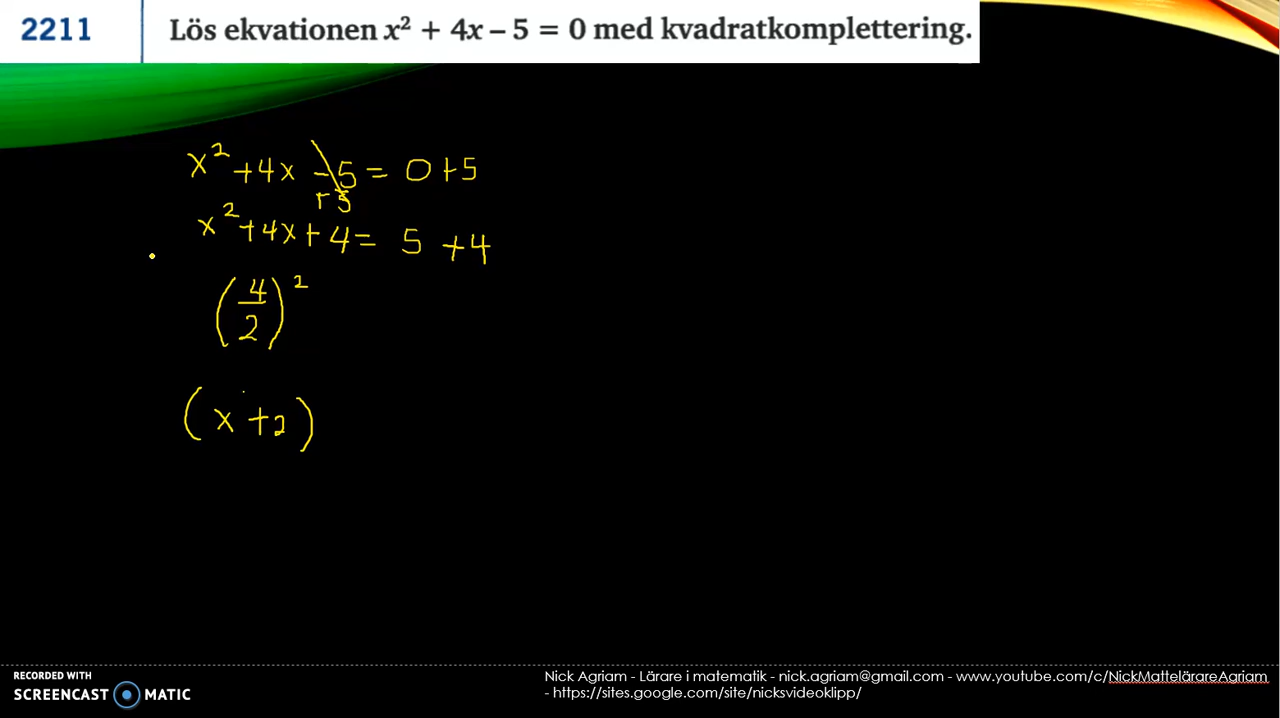 2211 Lös ekvationen x² + 4x – 5 = 0 med kvadratkomplettering.
x² + 4x - 5 = 0 + 5
+ 5
x² + 4x + 4 = 5 + 4
(4/2)²
(x + 2)
RECORDED WITH
SCREENCAST MATIC
Nick Agriam - Lärare i matematik - nick.agriam@gmail.com - www.youtube.com/c/NickMattelärareAgriam
- https://sites.google.com/site/nicksvideoklipp/